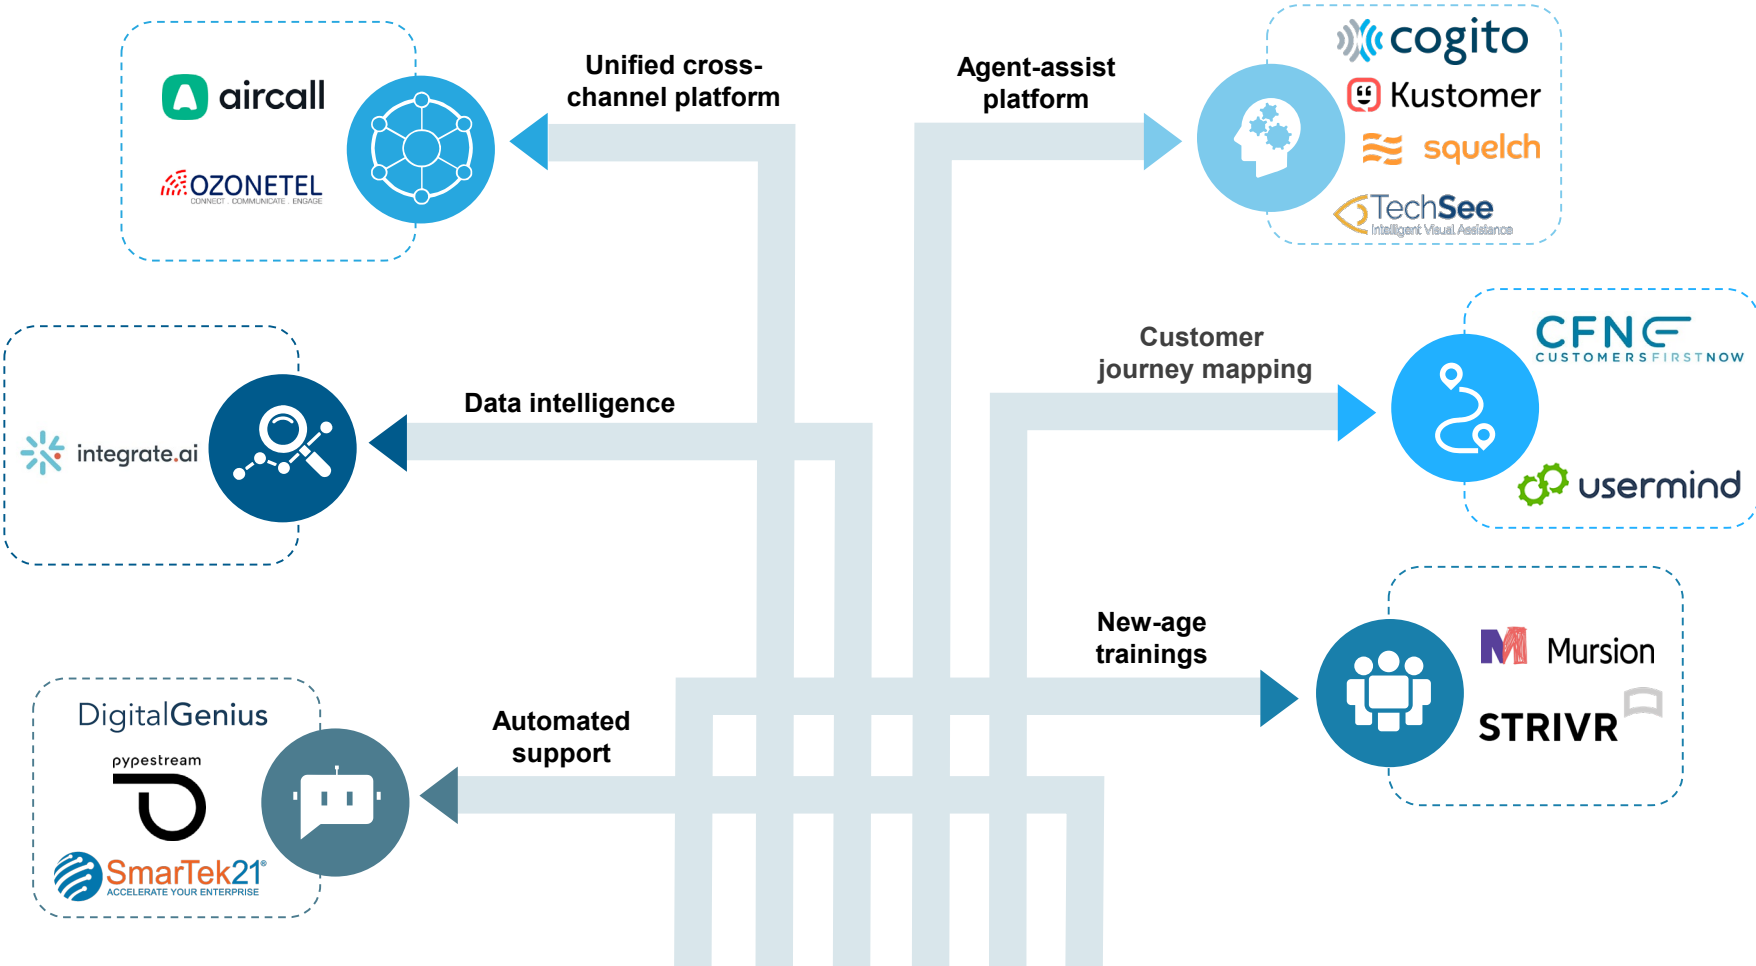 aircall
OZONETEL
CONNECT . COMMUNICATE . ENGAGE
Unified cross-
channel platform
Agent-assist
platform
cogito
Kustomer
squelch
TechSee
Intelligent Visual Assistance
integrate.ai
Data intelligence
Customer
journey mapping
CFN
CUSTOMERSFIRSTNOW
usermind
DigitalGenius
pypestream
SmarTek21®
ACCELERATE YOUR ENTERPRISE
Automated
support
New-age
trainings
Mursion
STRIVR